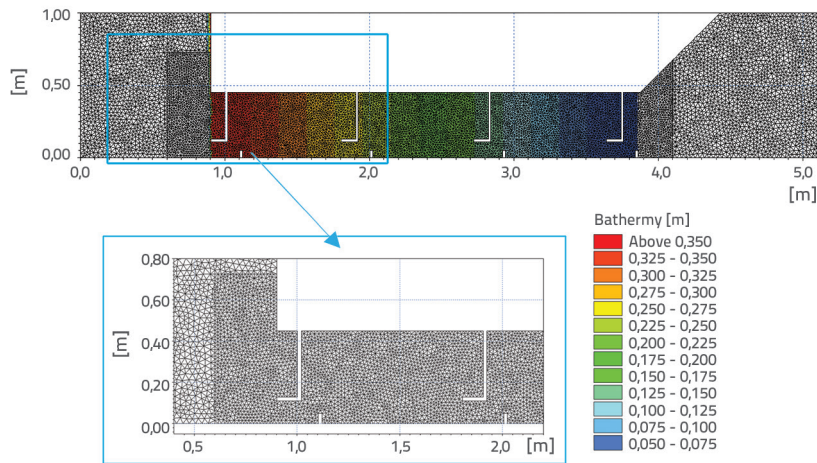 1,00
[m]
0,50
0,00
0,0
1,0
2,0
3,0
4,0
5,0
[m]
Bathermy [m]
Above 0,350
0,325 - 0,350
0,300 - 0,325
0,275 - 0,300
0,250 - 0,275
0,225 - 0,250
0,200 - 0,225
0,175 - 0,200
0,150 - 0,175
0,125 - 0,150
0,100 - 0,125
0,075 - 0,100
0,050 - 0,075
0,80
0,60
[m]
0,40
0,20
0,00
0,5
1,0
1,5
2,0
[m]